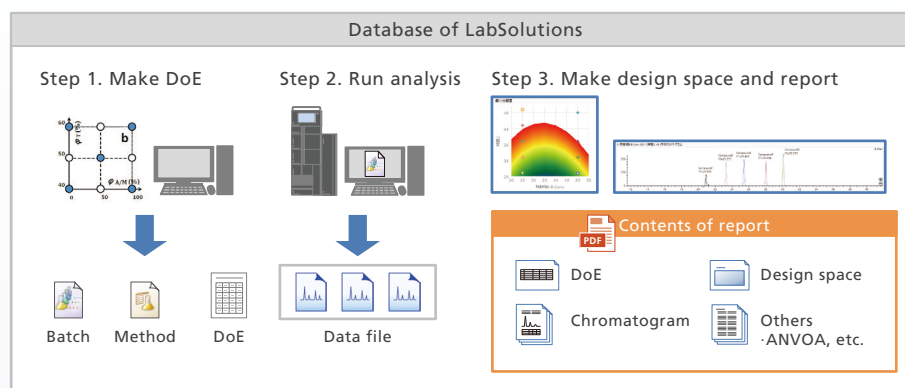 Database of LabSolutions
Step 1. Make DoE
Step 2. Run analysis
Step 3. Make design space and report
60
50
40
b
φ T (%)
φ A/M (%)
0 50 100
Batch
Method
DoE
Data file
PDF
Contents of report
DoE
Design space
Chromatogram
Others
·ANVOA, etc.